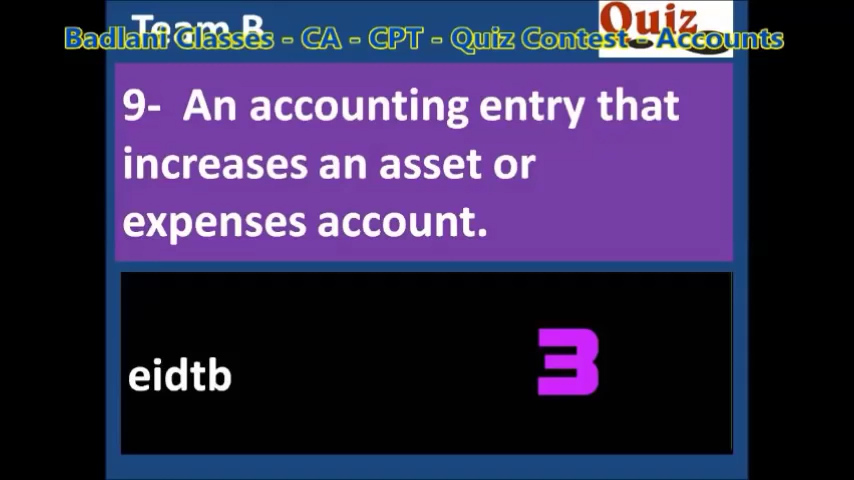 Team B
Quiz
Badlani Classes - CA - CPT - Quiz Contest - Accounts
9- An accounting entry that
increases an asset or
expenses account.
eidtb
3